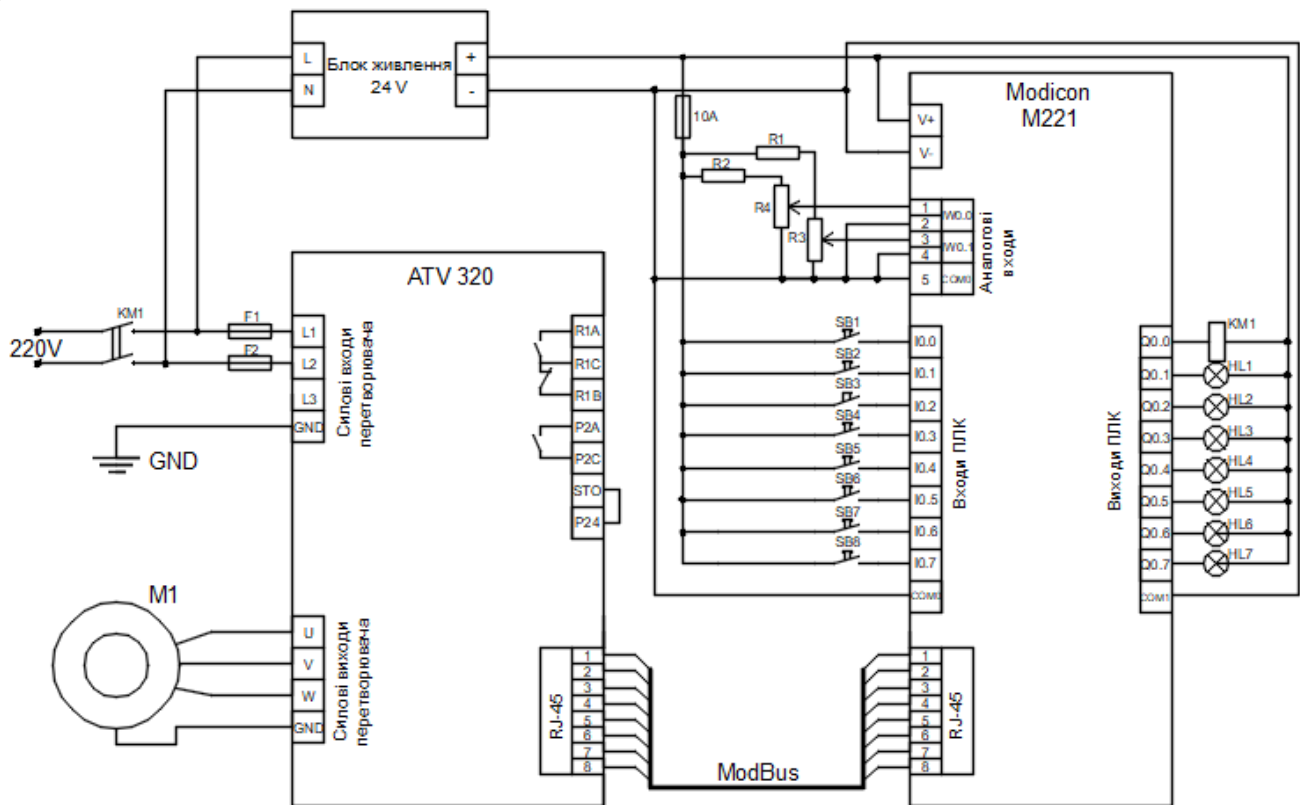 L
N
Блок живлення
24 V
+
-
10A
R1
R2
R4
R3
Modicon
M221
V+
V-
1
2
3
4
5
IW0.0
IW0.1
COM0
Аналогові
входи
220V
KM1
F1
F2
ATV 320
L1
L2
L3
GND
Силові входи
перетворювача
GND
R1A
R1C
R1B
P2A
P2C
STO
P24
SB1
SB2
SB3
SB4
SB5
SB6
SB7
SB8
I0.0
I0.1
I0.2
I0.3
I0.4
I0.5
I0.6
I0.7
COM0
Входи ПЛК
Виходи ПЛК
Q0.0
Q0.1
Q0.2
Q0.3
Q0.4
Q0.5
Q0.6
Q0.7
COM1
KM1
HL1
HL2
HL3
HL4
HL5
HL6
HL7
M1
U
V
W
GND
Силові виходи
перетворювача
RJ-45
1
2
3
4
5
6
7
8
ModBus
1
2
3
4
5
6
7
8
RJ-45